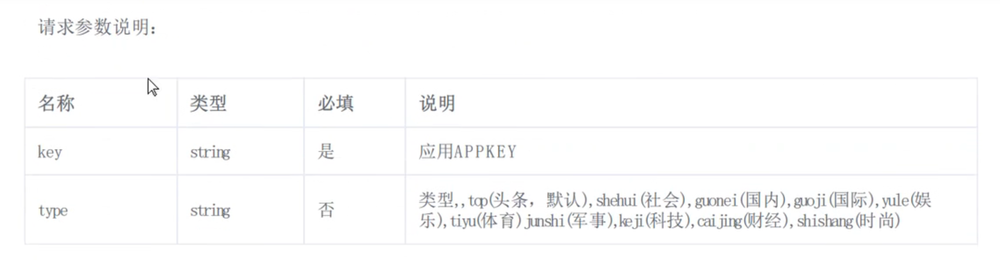 请求参数说明：
名称 类型 必填 说明
key string 是 应用APPKEY
type string 否 类型,,top(头条，默认),shehui(社会),guonei(国内),guoji(国际),yule(娱
乐),tiyu(体育)junshi(军事),keji(科技),caijing(财经),shishang(时尚)